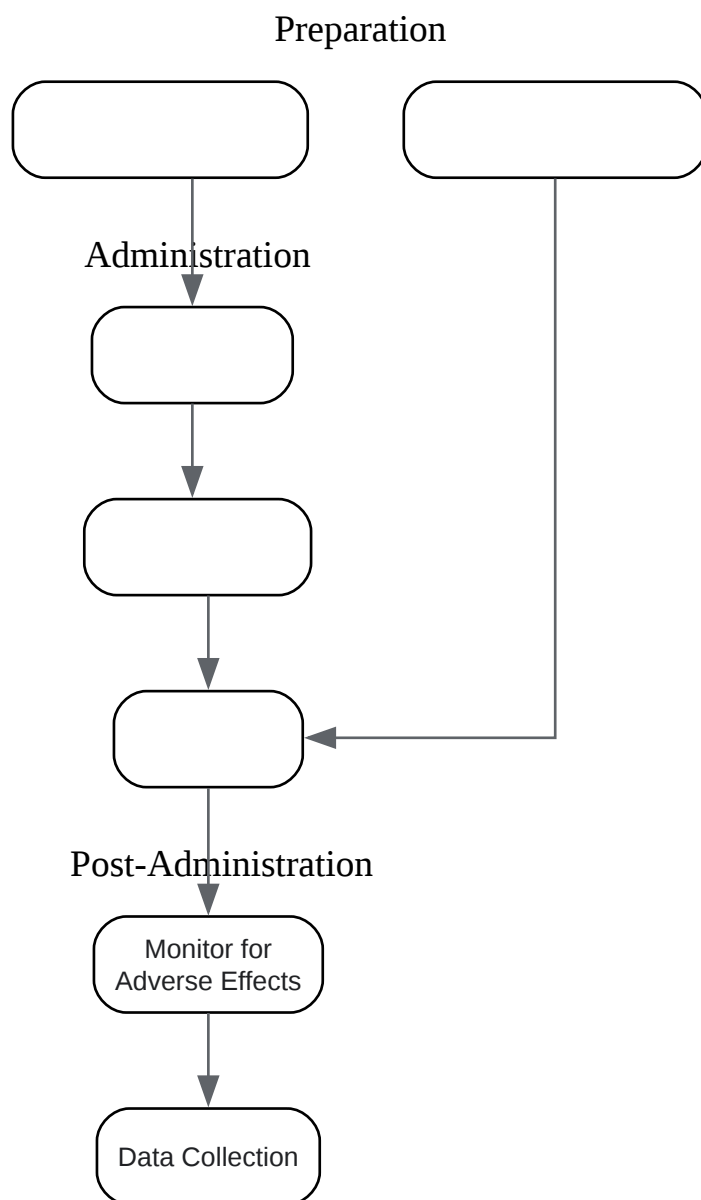 Preparation
Administration
Post-Administration
Monitor for
Adverse Effects
Data Collection